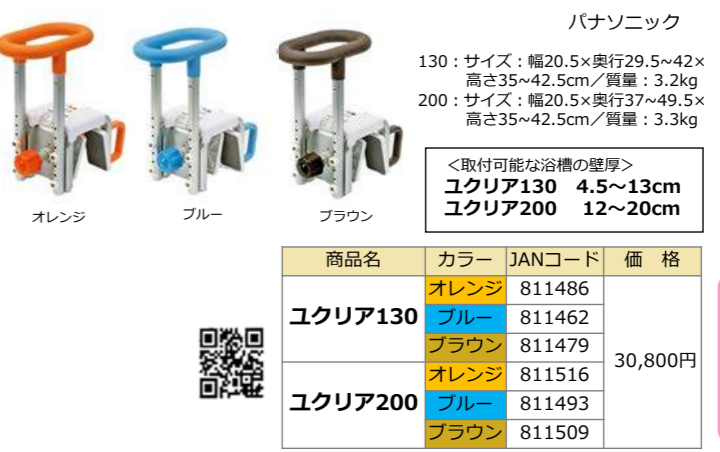 パナソニック
130：サイズ：幅20.5×奥行29.5~42×
高さ35~42.5cm／質量：3.2kg
200：サイズ：幅20.5×奥行37~49.5×
高さ35~42.5cm／質量：3.3kg
＜取付可能な浴槽の壁厚＞
ユクリア130　4.5～13cm
ユクリア200　12～20cm
オレンジ　ブルー　ブラウン
商品名　カラー　JANコード　価　格
ユクリア130　オレンジ　811486　30,800円
ブルー　811462
ブラウン　811479
ユクリア200　オレンジ　811516
ブルー　811493
ブラウン　811509